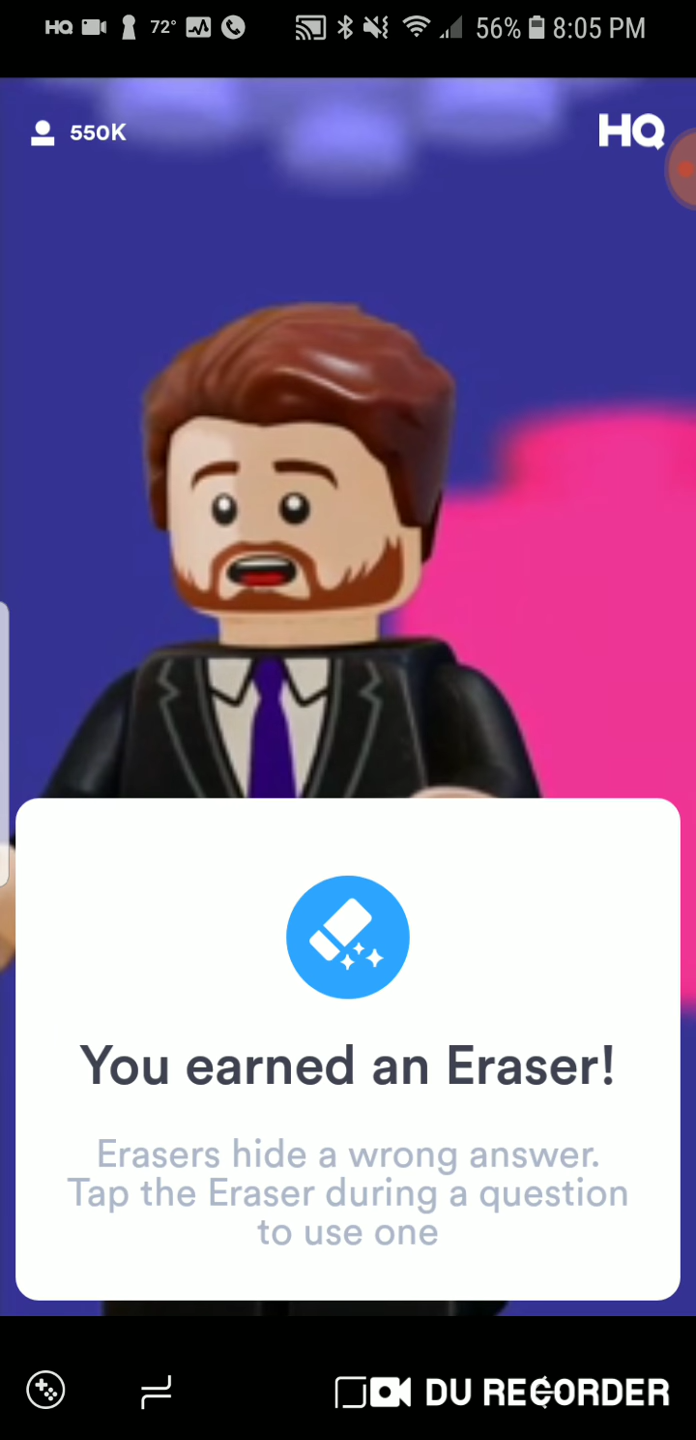 HQ 72° 56% 8:05 PM
550K HQ
You earned an Eraser!
Erasers hide a wrong answer.
Tap the Eraser during a question
to use one
DU RECORDER